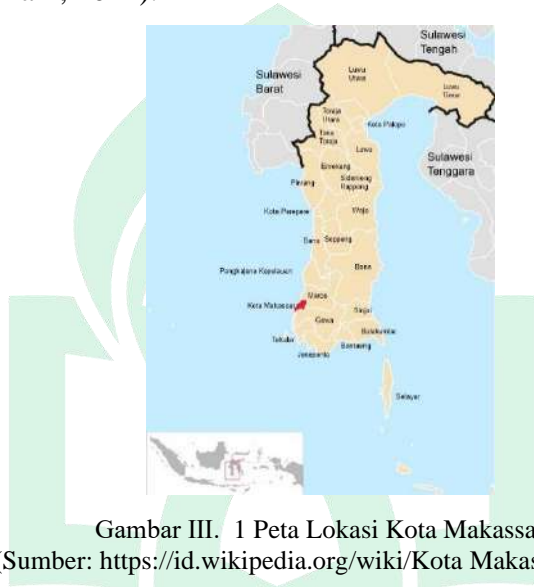 Sulawesi
Tengah
Sulawesi
Barat
Luwu
Utara
Luwu
Timur
Toraja
Utara
Kota Palopo
Tana
Toraja
Luwu
Sulawesi
Tenggara
Enrekang
Pinrang
Sidenreng
Rappang
Kota Parepare
Wajo
Barru
Soppeng
Bone
Pangkajene Kepulauan
Maros
Kota Makassar
Sinjai
Gowa
Bulukumba
Takalar
Bantaeng
Jeneponto
Selayar
Gambar III. 1 Peta Lokasi Kota Makassa
(Sumber: https://id.wikipedia.org/wiki/Kota Makas